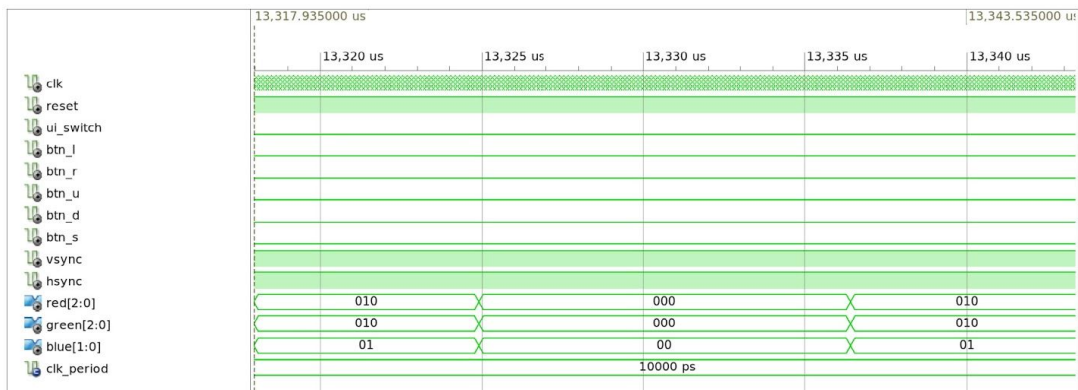 13,317.935000 us 13,343.535000 us
13,320 us 13,325 us 13,330 us 13,335 us 13,340 us
clk
reset
ui_switch
btn_l
btn_r
btn_u
btn_d
btn_s
vsync
hsync
red[2:0] 010 000 010
green[2:0] 010 000 010
blue[1:0] 01 00 01
clk_period 10000 ps